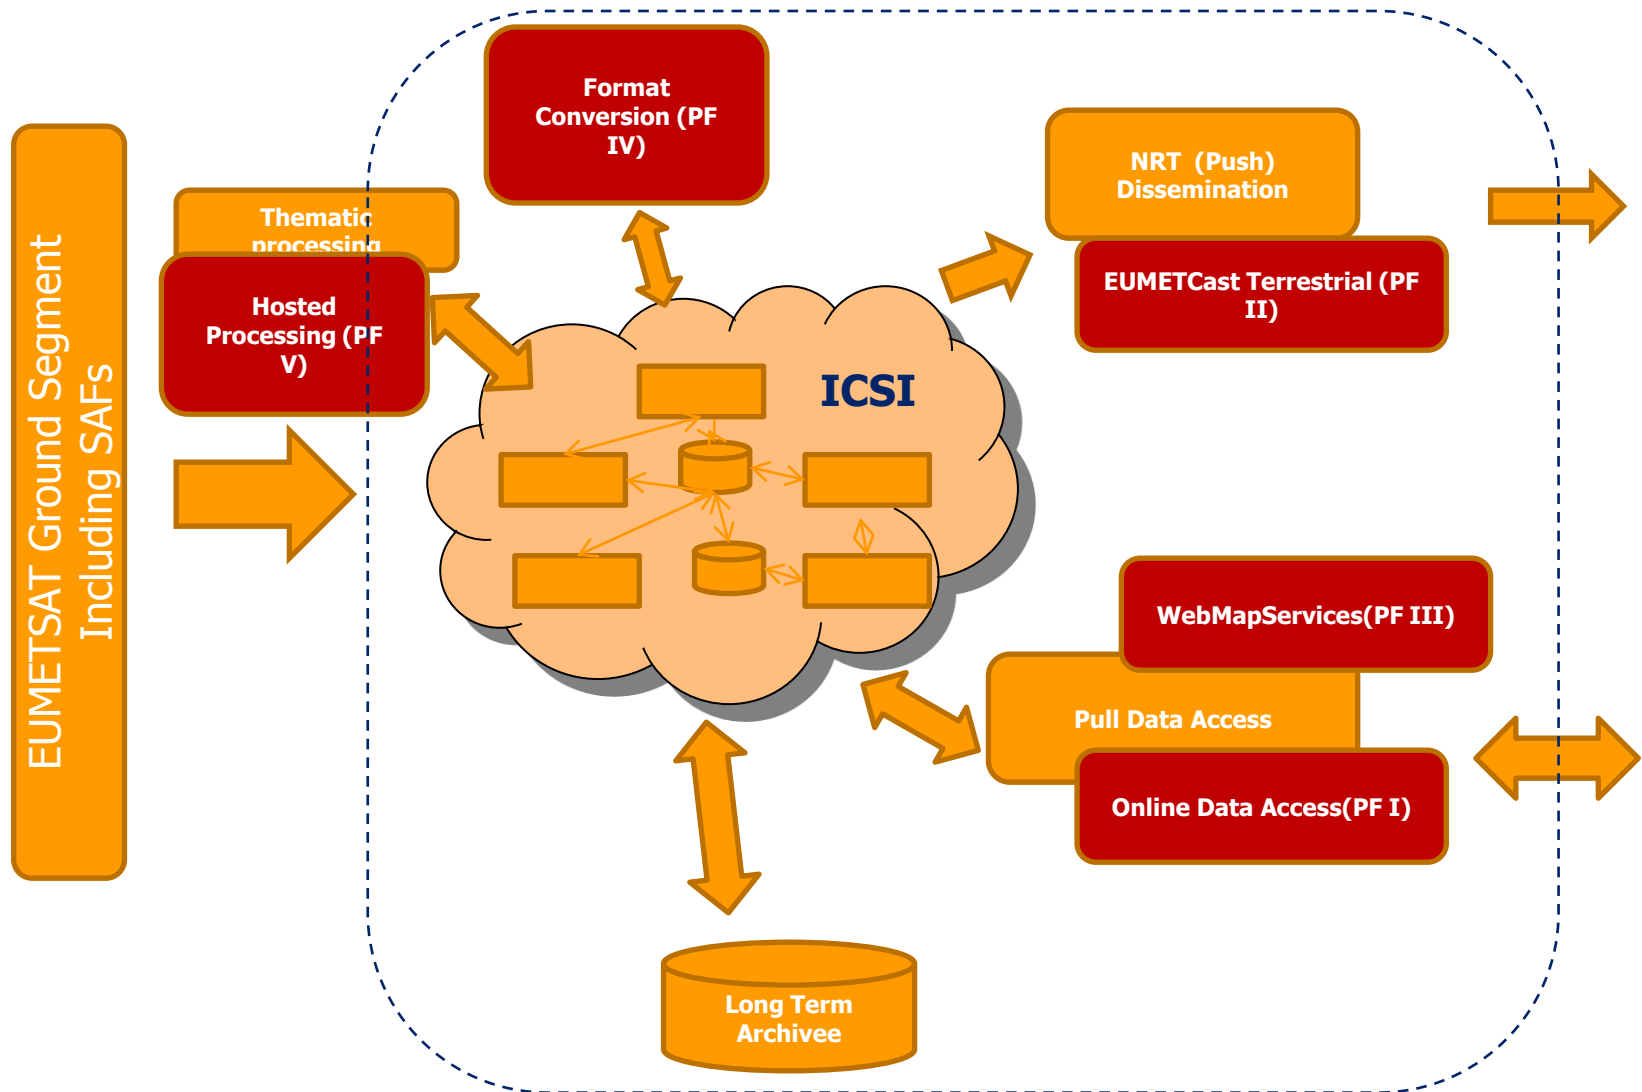 EUMETSAT Ground Segment
Including SAFs
Format
Conversion (PF
IV)
Thematic
processing
Hosted
Processing (PF
V)
NRT (Push)
Dissemination
EUMETCast Terrestrial (PF
II)
ICSI
WebMapServices(PF III)
Pull Data Access
Online Data Access(PF I)
Long Term
Archivee